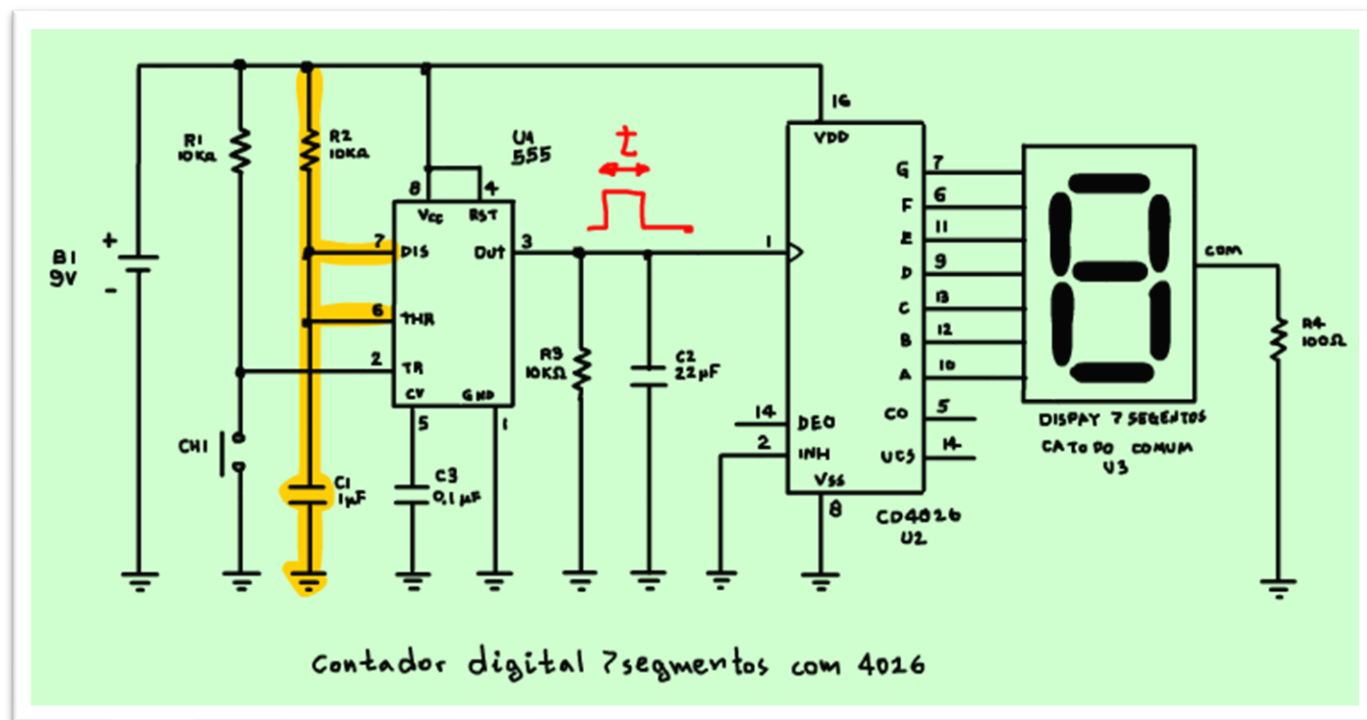 16
t
R1
10KΩ
R2
10KΩ
U1
555
VDD
8
4
Vcc
RST
G
7
F
6
7
DIS
OUT
3
1
E
11
com
+
B1
9V
-
D
9
6
THR
C
13
R4
100Ω
2
TR
R3
10KΩ
C2
22μF
B
12
A
10
CV
GND
5
1
14
DEO
CO
5
DISPAY 7 SEGENTOS
CATODO COMUM
U3
CH1
2
INH
UCS
14
C1
1μF
C3
0.1μF
VSS
8
CD4026
U2
Contador digital 7segmentos com 4026